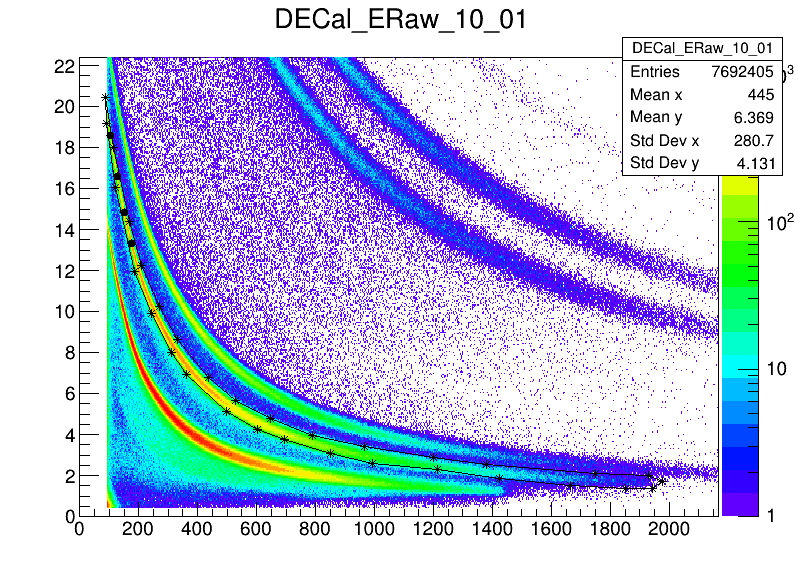 DECal_ERaw_10_01
DECal_ERaw_10_01
Entries 7692405
Mean x 445
Mean y 6.369
Std Dev x 280.7
Std Dev y 4.131
22
20
18
16
14
12
10
8
6
4
2
0
0 200 400 600 800 1000 1200 1400 1600 1800 2000
10²
10
1